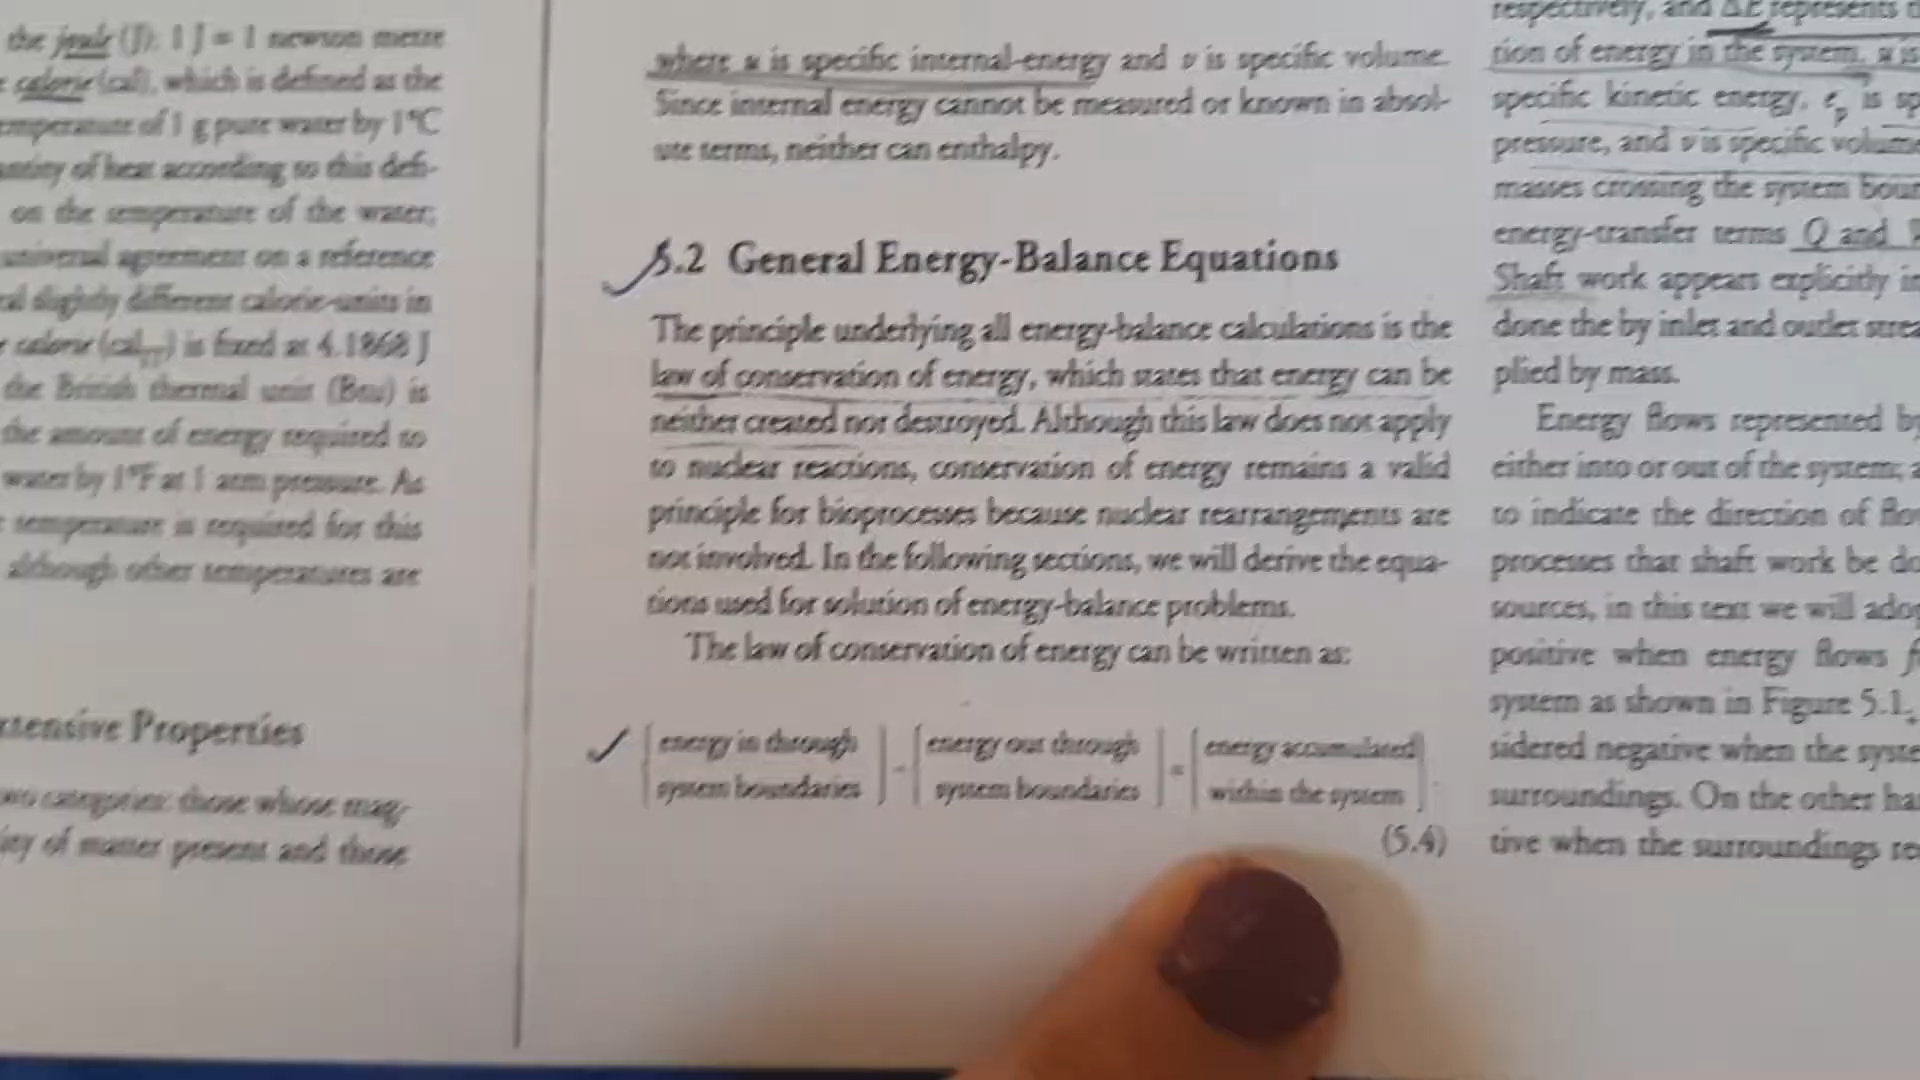 the joule (J): 1 J = 1 newton metre
calorie (cal), which is defined as the
temperature of 1 g pure water by 1°C
quantity of heat according to this defi-
on the temperature of the water;
universal agreement on a reference
slightly different calorie-units in
calorie (cal_IT) is fixed at 4.1868 J
the British thermal unit (Btu) is
the amount of energy required to
water by 1°F at 1 atm pressure. As
temperature is required for this
although other temperatures are
xtensive Properties
two categories: those whose mag-
ity of matter present and those
where u is specific internal-energy and v is specific volume.
Since internal energy cannot be measured or known in absol-
ute terms, neither can enthalpy.
5.2 General Energy-Balance Equations
The principle underlying all energy-balance calculations is the
law of conservation of energy, which states that energy can be
neither created nor destroyed. Although this law does not apply
to nuclear reactions, conservation of energy remains a valid
principle for bioprocesses because nuclear rearrangements are
not involved. In the following sections, we will derive the equa-
tions used for solution of energy-balance problems.
The law of conservation of energy can be written as:
{energy in through system boundaries} - {energy out through system boundaries} = {energy accumulated within the system}.
(5.4)
respectively, and ΔE represents
tion of energy in the system. u is
specific kinetic energy, e_p is sp
pressure, and v is specific volume
masses crossing the system boun
energy-transfer terms Q and
Shaft work appears explicitly in
done the by inlet and outlet strea
plied by mass.
Energy flows represented by
either into or out of the system; a
to indicate the direction of flow
processes that shaft work be do
sources, in this text we will adop
positive when energy flows f
system as shown in Figure 5.1.
sidered negative when the syste
surroundings. On the other ha
tive when the surroundings re